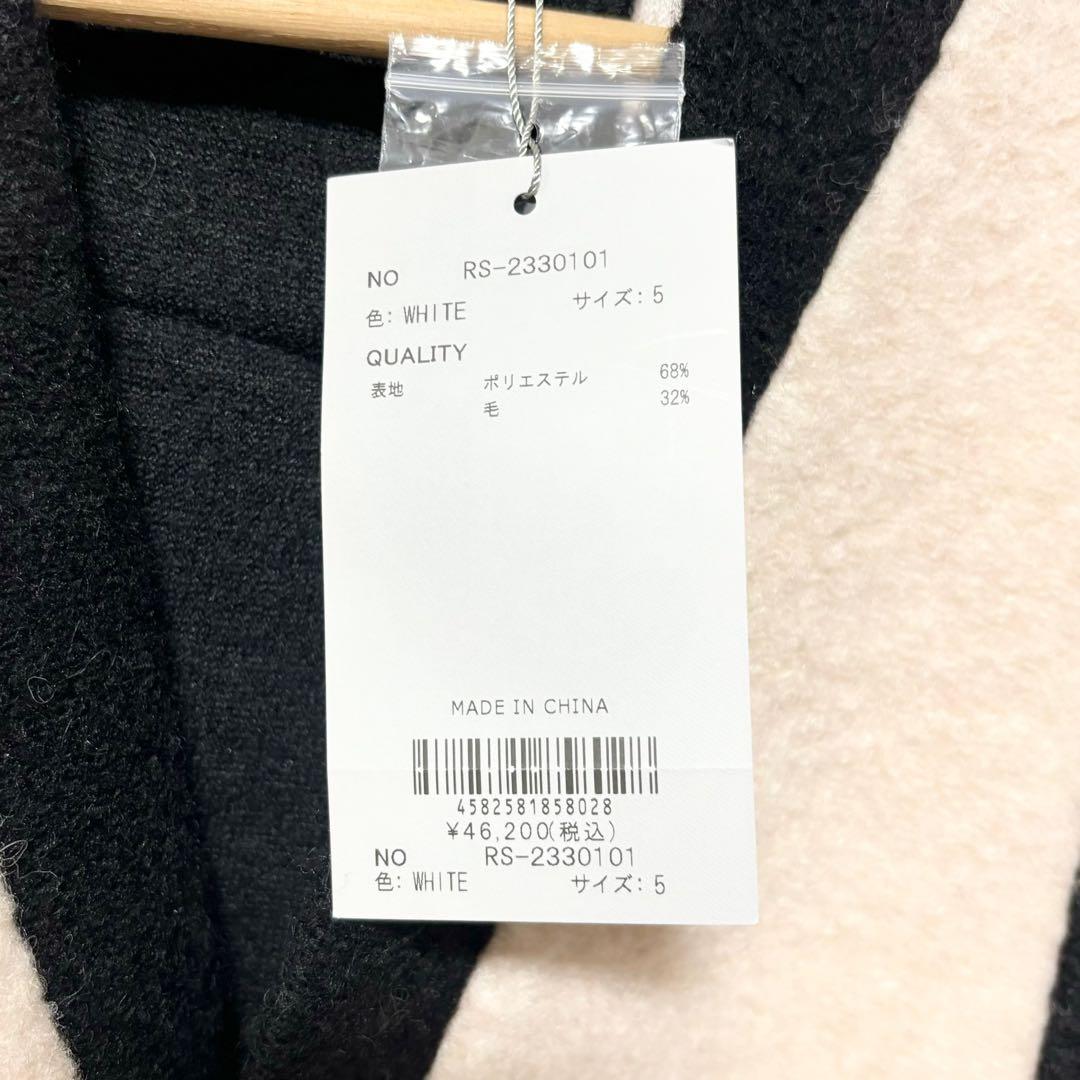 NO RS-2330101
色: WHITE サイズ: 5
QUALITY
表地 ポリエステル 68%
毛 32%
MADE IN CHINA
4582581858028
¥46,200(税込)
NO RS-2330101
色: WHITE サイズ: 5